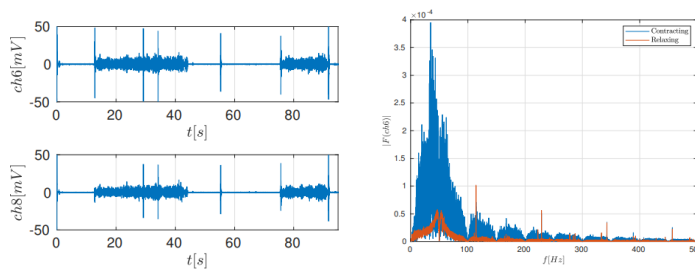 50
0
-50
ch6[mV]
0 20 40 60 80
t[s]
50
0
-50
ch8[mV]
0 20 40 60 80
t[s]
×10⁻⁴
4
3.5
3
2.5
2
1.5
1
0.5
0
|F(ch6)|
Contracting
Relaxing
0 100 200 300 400 50
f[Hz]